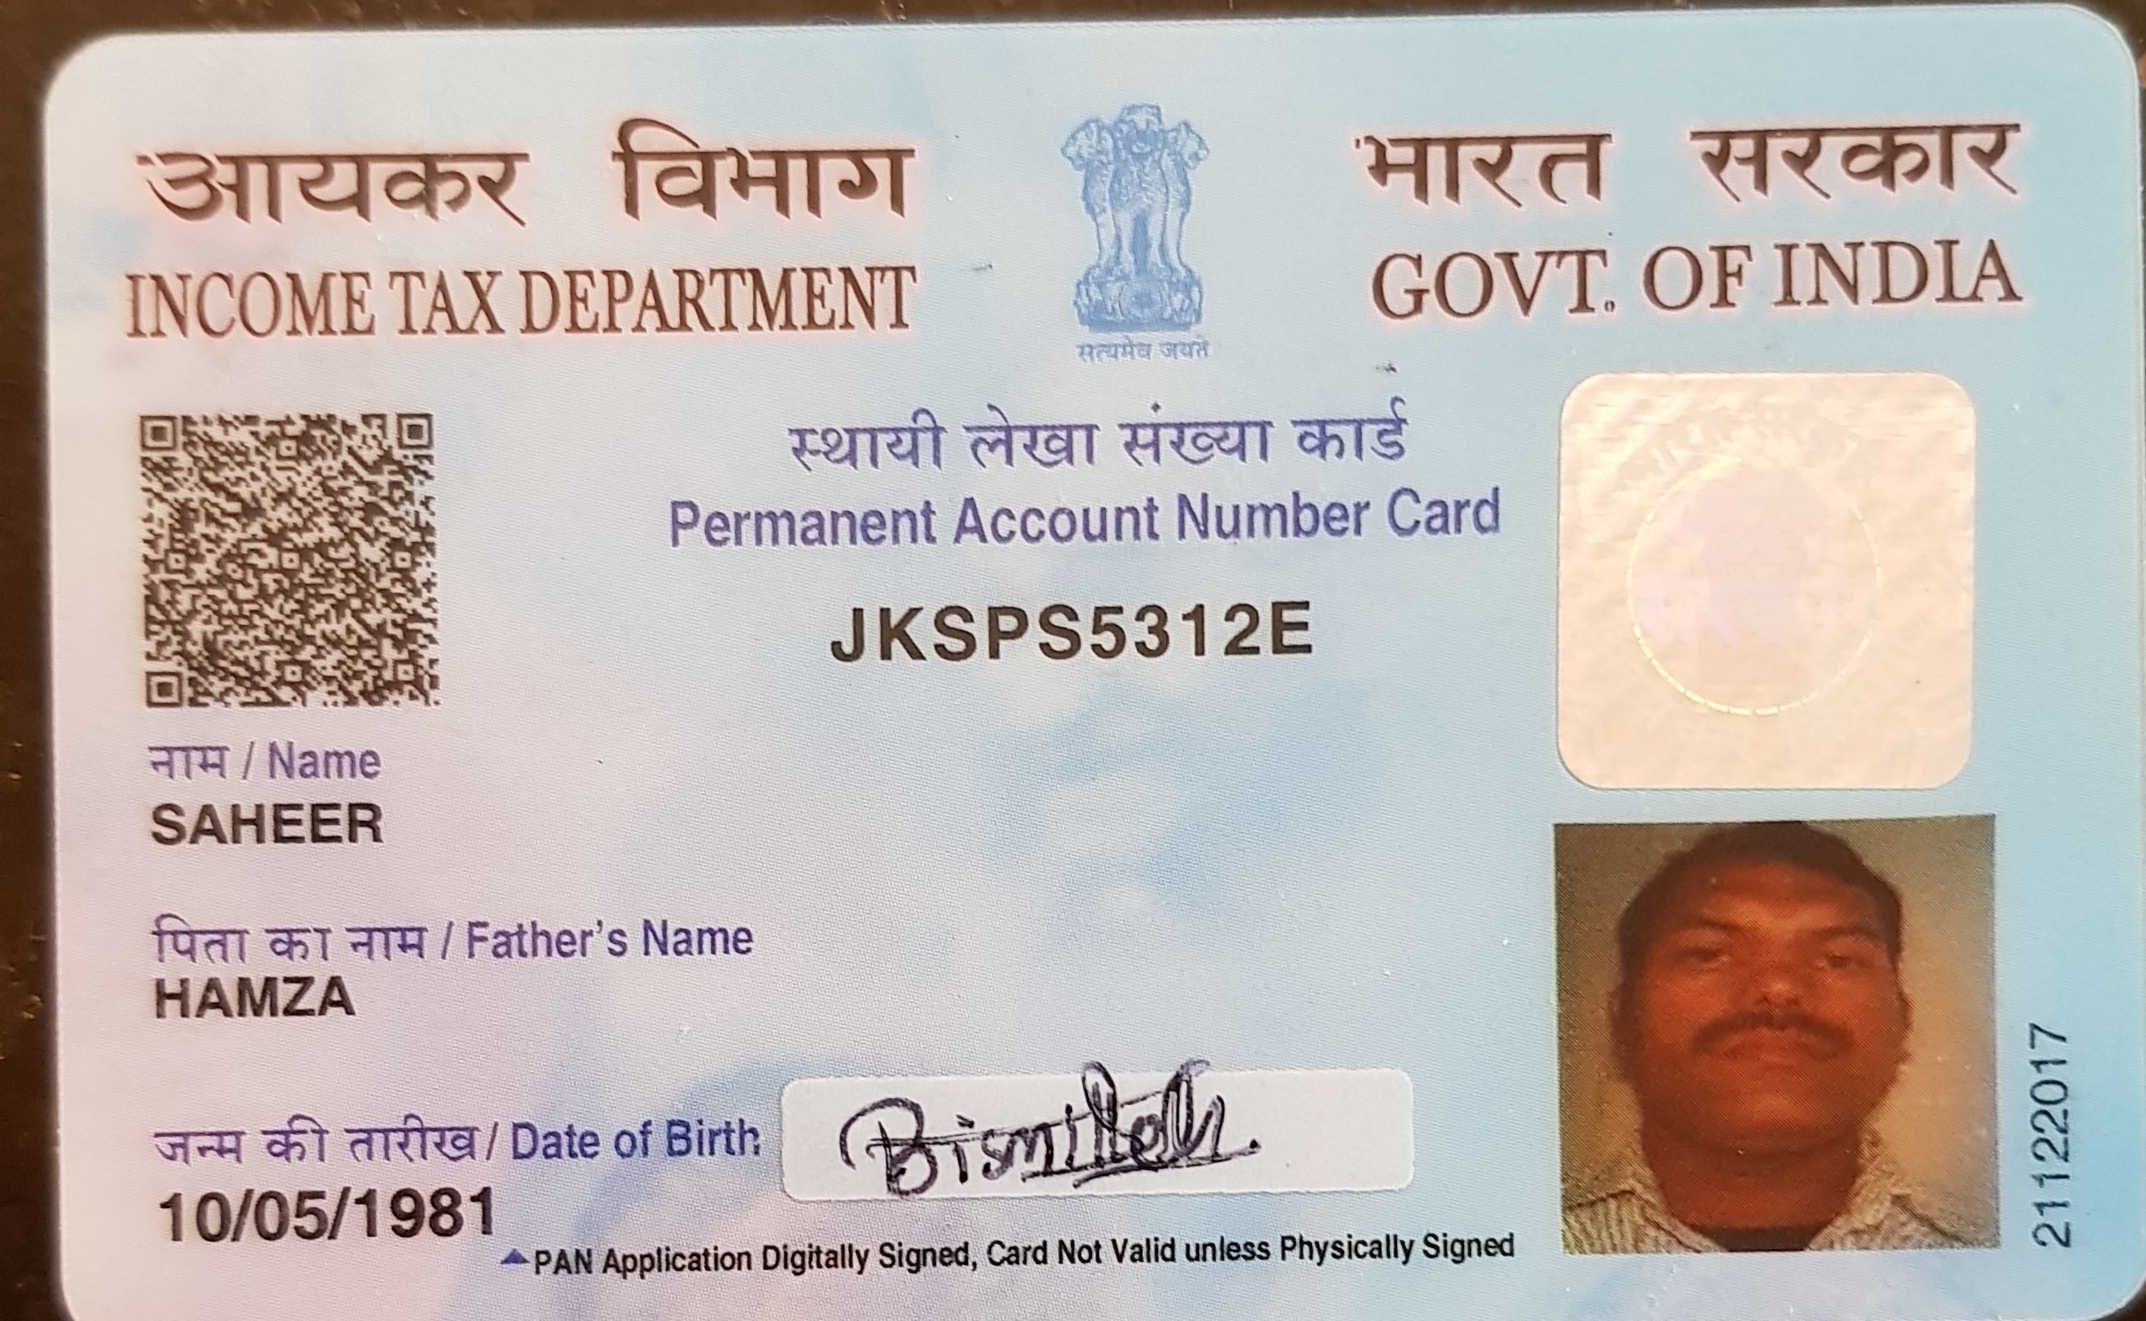 आयकर विभाग
INCOME TAX DEPARTMENT
सत्यमेव जयते
भारत सरकार
GOVT. OF INDIA
स्थायी लेखा संख्या कार्ड
Permanent Account Number Card
JKSPS5312E
नाम / Name
SAHEER
पिता का नाम / Father's Name
HAMZA
जन्म की तारीख / Date of Birth
10/05/1981
Bismillah.
PAN Application Digitally Signed, Card Not Valid unless Physically Signed
21122017